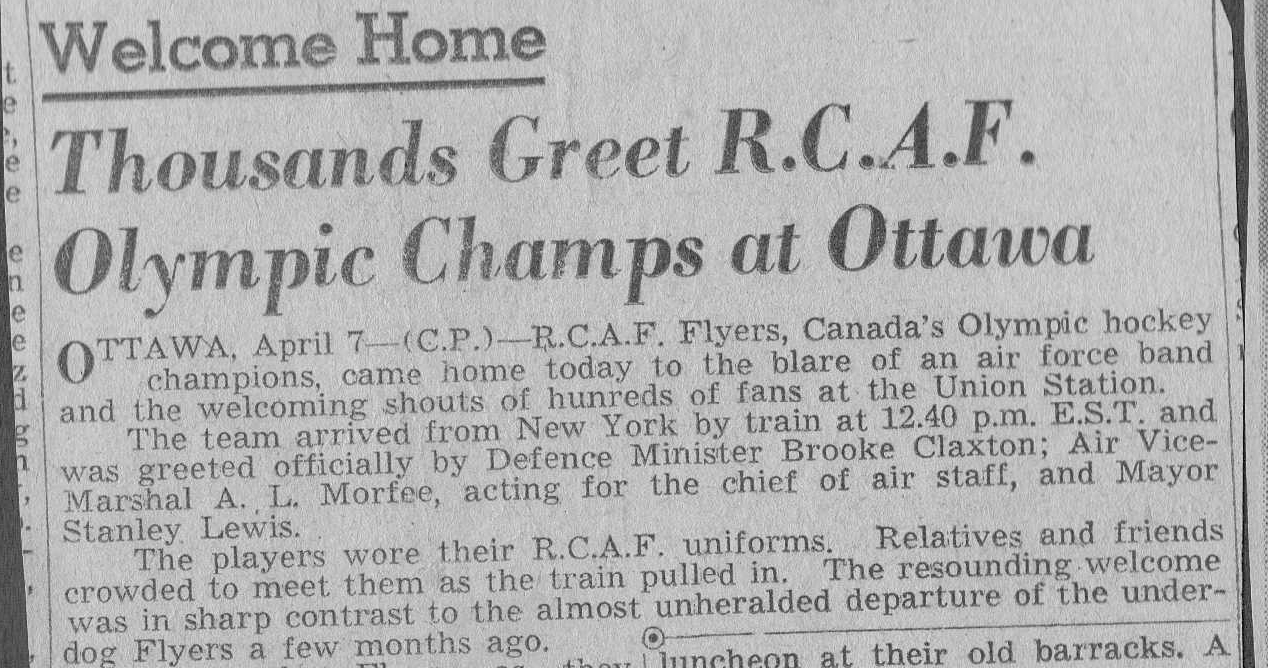 Welcome Home
Thousands Greet R.C.A.F.
Olympic Champs at Ottawa
OTTAWA, April 7—(C.P.)—R.C.A.F. Flyers, Canada's Olympic hockey
champions, came home today to the blare of an air force band
and the welcoming shouts of hunreds of fans at the Union Station.
The team arrived from New York by train at 12.40 p.m. E.S.T. and
was greeted officially by Defence Minister Brooke Claxton; Air Vice-
Marshal A. L. Morfee, acting for the chief of air staff, and Mayor
Stanley Lewis.
The players wore their R.C.A.F. uniforms. Relatives and friends
crowded to meet them as the train pulled in. The resounding welcome
was in sharp contrast to the almost unheralded departure of the under-
dog Flyers a few months ago.
luncheon at their old barracks. A